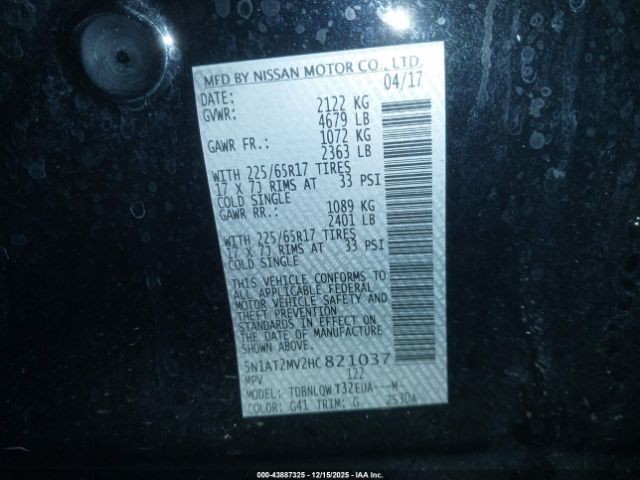 MFD BY NISSAN MOTOR CO., LTD.
DATE: 04/17
GVWR: 2122 KG
4679 LB
GAWR FR.: 1072 KG
2363 LB
WITH 225/65R17 TIRES
17 X 7J RIMS AT 33 PSI
COLD SINGLE
GAWR RR.: 1089 KG
2401 LB
WITH 225/65R17 TIRES
17 X 7J RIMS AT 33 PSI
COLD SINGLE
THIS VEHICLE CONFORMS TO
ALL APPLICABLE FEDERAL
MOTOR VEHICLE SAFETY AND
THEFT PREVENTION
STANDARDS IN EFFECT ON
THE DATE OF MANUFACTURE
SHOWN ABOVE.
5N1AT2MV2HC821037
MPV 122
MODEL: TDBNLQW T32EUA---M-
COLOR: G41 TRIM: G ZS30A
000-43887325 - 12/15/2025 - IAA Inc.